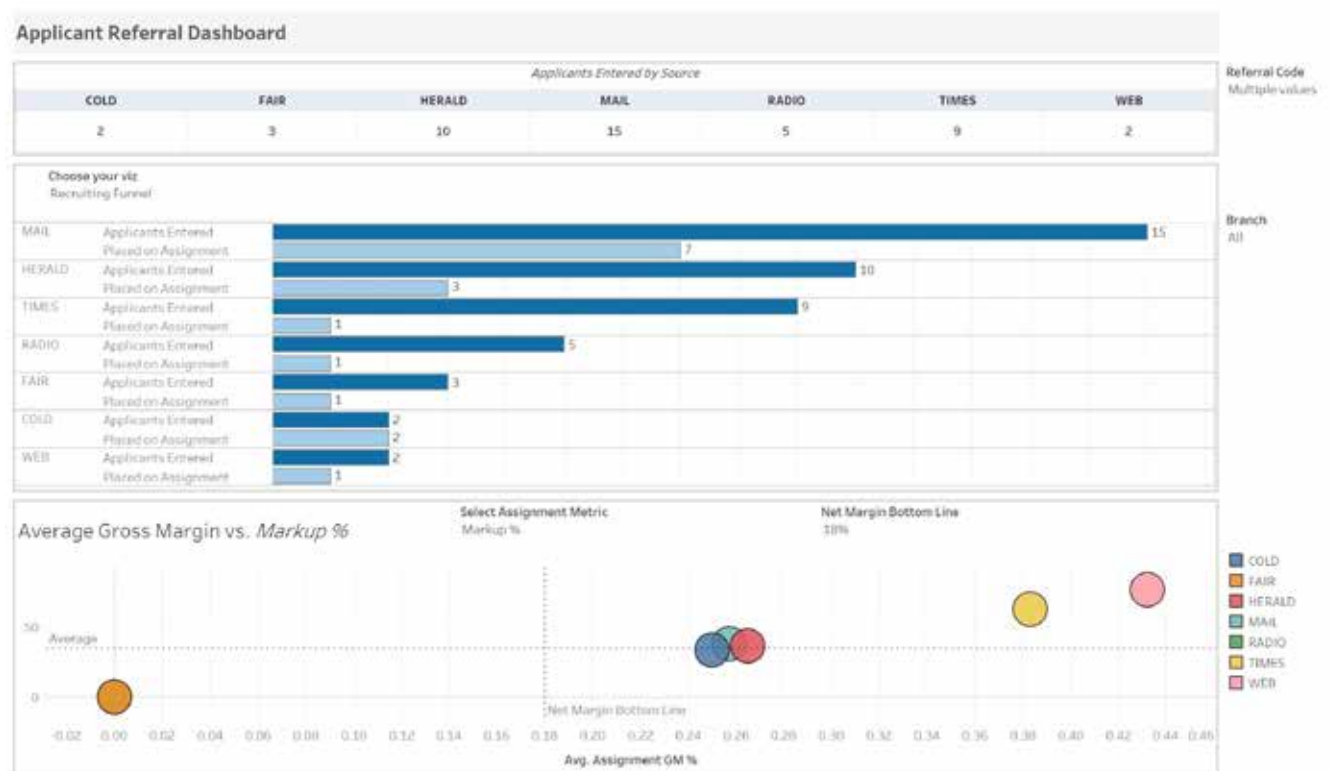 Applicant Referral Dashboard
Applicants Entered by Source
COLD FAIR HERALD MAIL RADIO TIMES WEB
2 3 10 15 5 9 2
Referral Code
Multiple values
Choose your viz
Recruiting Funnel
Branch
All
MAIL Applicants Entered 15
Placed on Assignment 7
HERALD Applicants Entered 10
Placed on Assignment 3
TIMES Applicants Entered 9
Placed on Assignment 1
RADIO Applicants Entered 5
Placed on Assignment 1
FAIR Applicants Entered 3
Placed on Assignment 1
COLD Applicants Entered 2
Placed on Assignment 2
WEB Applicants Entered 2
Placed on Assignment 1
Average Gross Margin vs. Markup %
Select Assignment Metric
Markup %
Net Margin Bottom Line
18%
50
Average
0
Net Margin Bottom Line
-0.02 0.00 0.02 0.04 0.06 0.08 0.10 0.12 0.14 0.16 0.18 0.20 0.22 0.24 0.26 0.28 0.30 0.32 0.34 0.36 0.38 0.40 0.42 0.44 0.46
Avg. Assignment GM %
COLD
FAIR
HERALD
MAIL
RADIO
TIMES
WEB